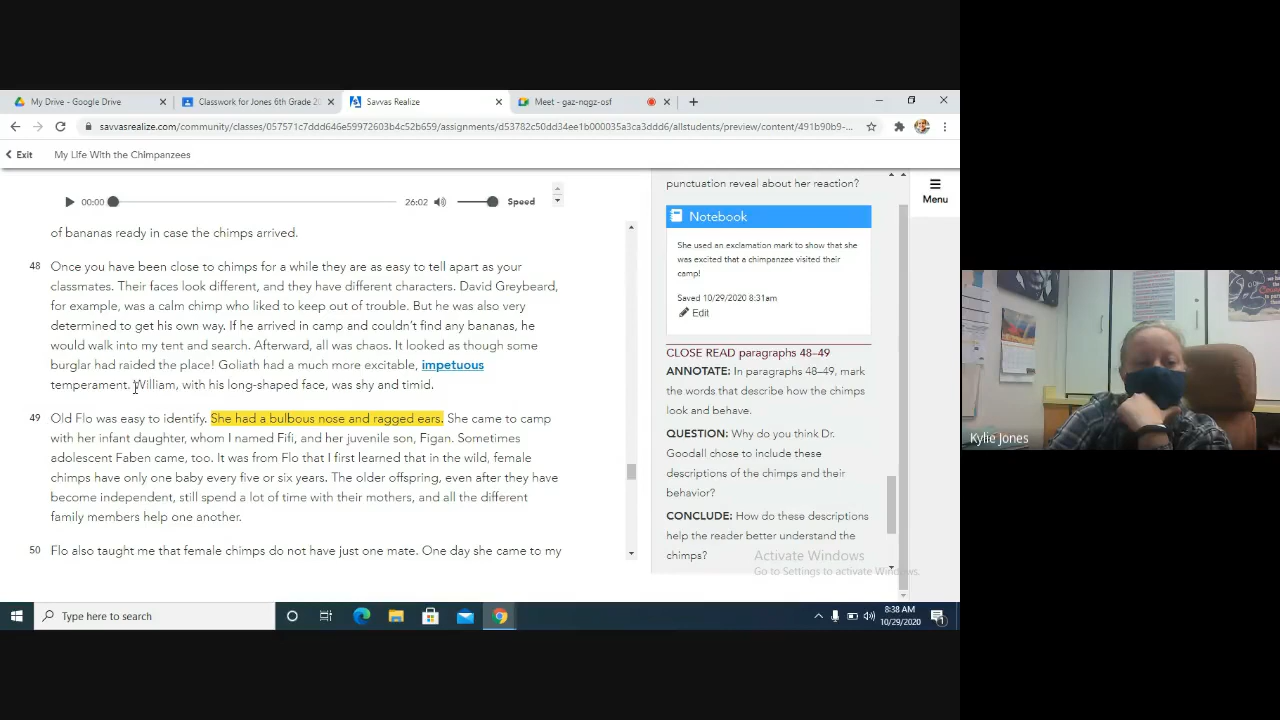 My Drive - Google Drive
Classwork for Jones 6th Grade 2
Savvas Realize
Meet - gaz-nqgz-osf
savvasrealize.com/community/classes/057571c7ddd646e59972603b4c52b659/assignments/d53782c50dd34ee1b000035a3ca3ddd6/allstudents/preview/content/491b90b9-...
Exit
My Life With the Chimpanzees
00:00
26:02
Speed
of bananas ready in case the chimps arrived.
48 Once you have been close to chimps for a while they are as easy to tell apart as your
classmates. Their faces look different, and they have different characters. David Greybeard,
for example, was a calm chimp who liked to keep out of trouble. But he was also very
determined to get his own way. If he arrived in camp and couldn't find any bananas, he
would walk into my tent and search. Afterward, all was chaos. It looked as though some
burglar had raided the place! Goliath had a much more excitable, impetuous
temperament. William, with his long-shaped face, was shy and timid.
49 Old Flo was easy to identify. She had a bulbous nose and ragged ears. She came to camp
with her infant daughter, whom I named Fifi, and her juvenile son, Figan. Sometimes
adolescent Faben came, too. It was from Flo that I first learned that in the wild, female
chimps have only one baby every five or six years. The older offspring, even after they have
become independent, still spend a lot of time with their mothers, and all the different
family members help one another.
50 Flo also taught me that female chimps do not have just one mate. One day she came to my
punctuation reveal about her reaction?
Notebook
She used an exclamation mark to show that she
was excited that a chimpanzee visited their
camp!
Saved 10/29/2020 8:31am
Edit
CLOSE READ paragraphs 48–49
ANNOTATE: In paragraphs 48–49, mark
the words that describe how the chimps
look and behave.
QUESTION: Why do you think Dr.
Goodall chose to include these
descriptions of the chimps and their
behavior?
CONCLUDE: How do these descriptions
help the reader better understand the
chimps?
Menu
Activate Windows
Go to Settings to activate Windows.
Type here to search
8:38 AM
10/29/2020
1
Kylie Jones